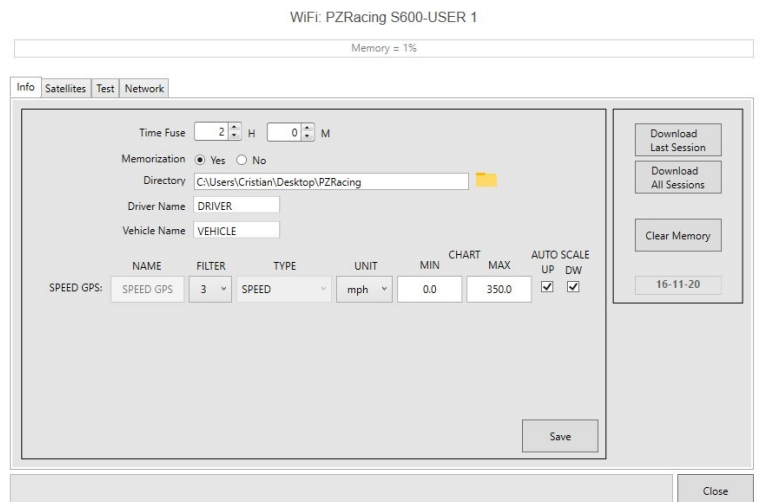 WiFi: PZRacing S600-USER 1
Memory = 1%
Info Satellites Test Network
Time Fuse 2 H 0 M
Memorization Yes No
Directory C:\Users\Cristian\Desktop\PZRacing
Driver Name DRIVER
Vehicle Name VEHICLE
CHART AUTO SCALE
NAME FILTER TYPE UNIT MIN MAX UP DW
SPEED GPS: SPEED GPS 3 SPEED mph 0.0 350.0
Save
Download
Last Session
Download
All Sessions
Clear Memory
16-11-20
Close